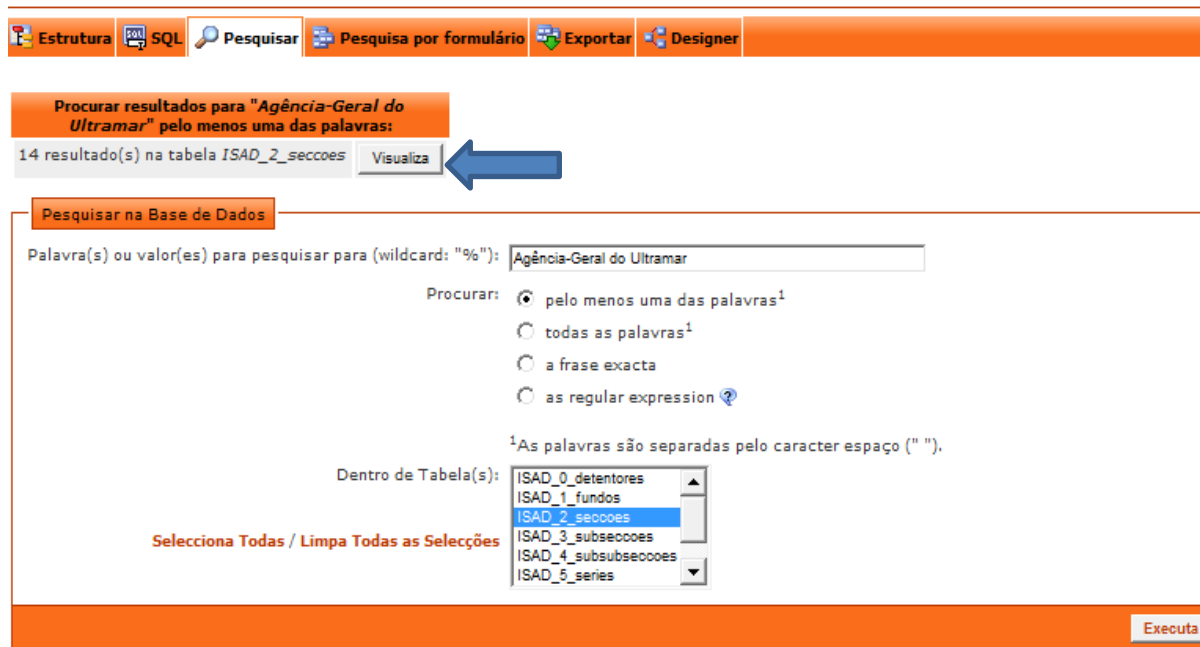 Estrutura SQL Pesquisar Pesquisa por formulário Exportar Designer
Procurar resultados para "Agência-Geral do
Ultramar" pelo menos uma das palavras:
14 resultado(s) na tabela ISAD_2_seccoes Visualiza
Pesquisar na Base de Dados
Palavra(s) ou valor(es) para pesquisar para (wildcard: "%"): Agência-Geral do Ultramar
Procurar: pelo menos uma das palavras¹
todas as palavras¹
a frase exacta
as regular expression
¹As palavras são separadas pelo caracter espaço (" ").
Dentro de Tabela(s): ISAD_0_detentores
ISAD_1_fundos
ISAD_2_seccoes
ISAD_3_subseccoes
Selecciona Todas / Limpa Todas as Selecções
ISAD_4_subsubseccoes
ISAD_5_series
Executa